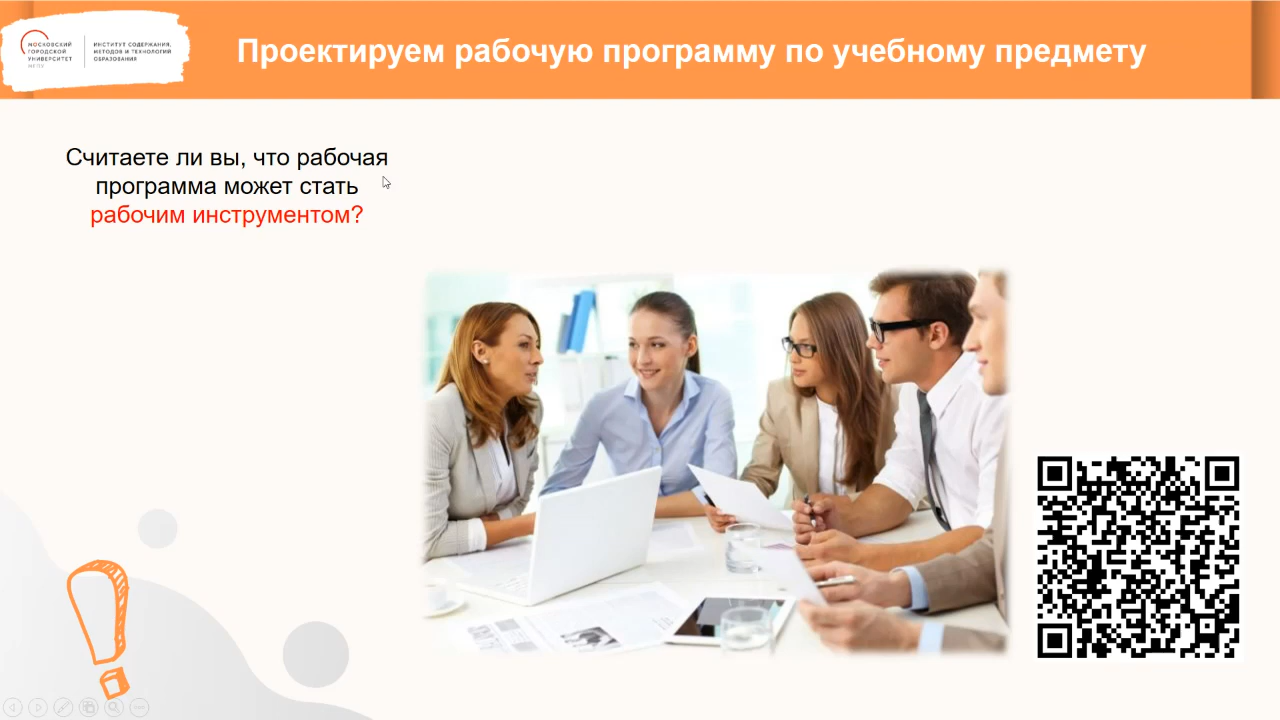 МОСКОВСКИЙ
ГОРОДСКОЙ
УНИВЕРСИТЕТ
МГПУ
ИНСТИТУТ СОДЕРЖАНИЯ,
МЕТОДОВ И ТЕХНОЛОГИЙ
ОБРАЗОВАНИЯ
Проектируем рабочую программу по учебному предмету
Считаете ли вы, что рабочая
программа может стать
рабочим инструментом?